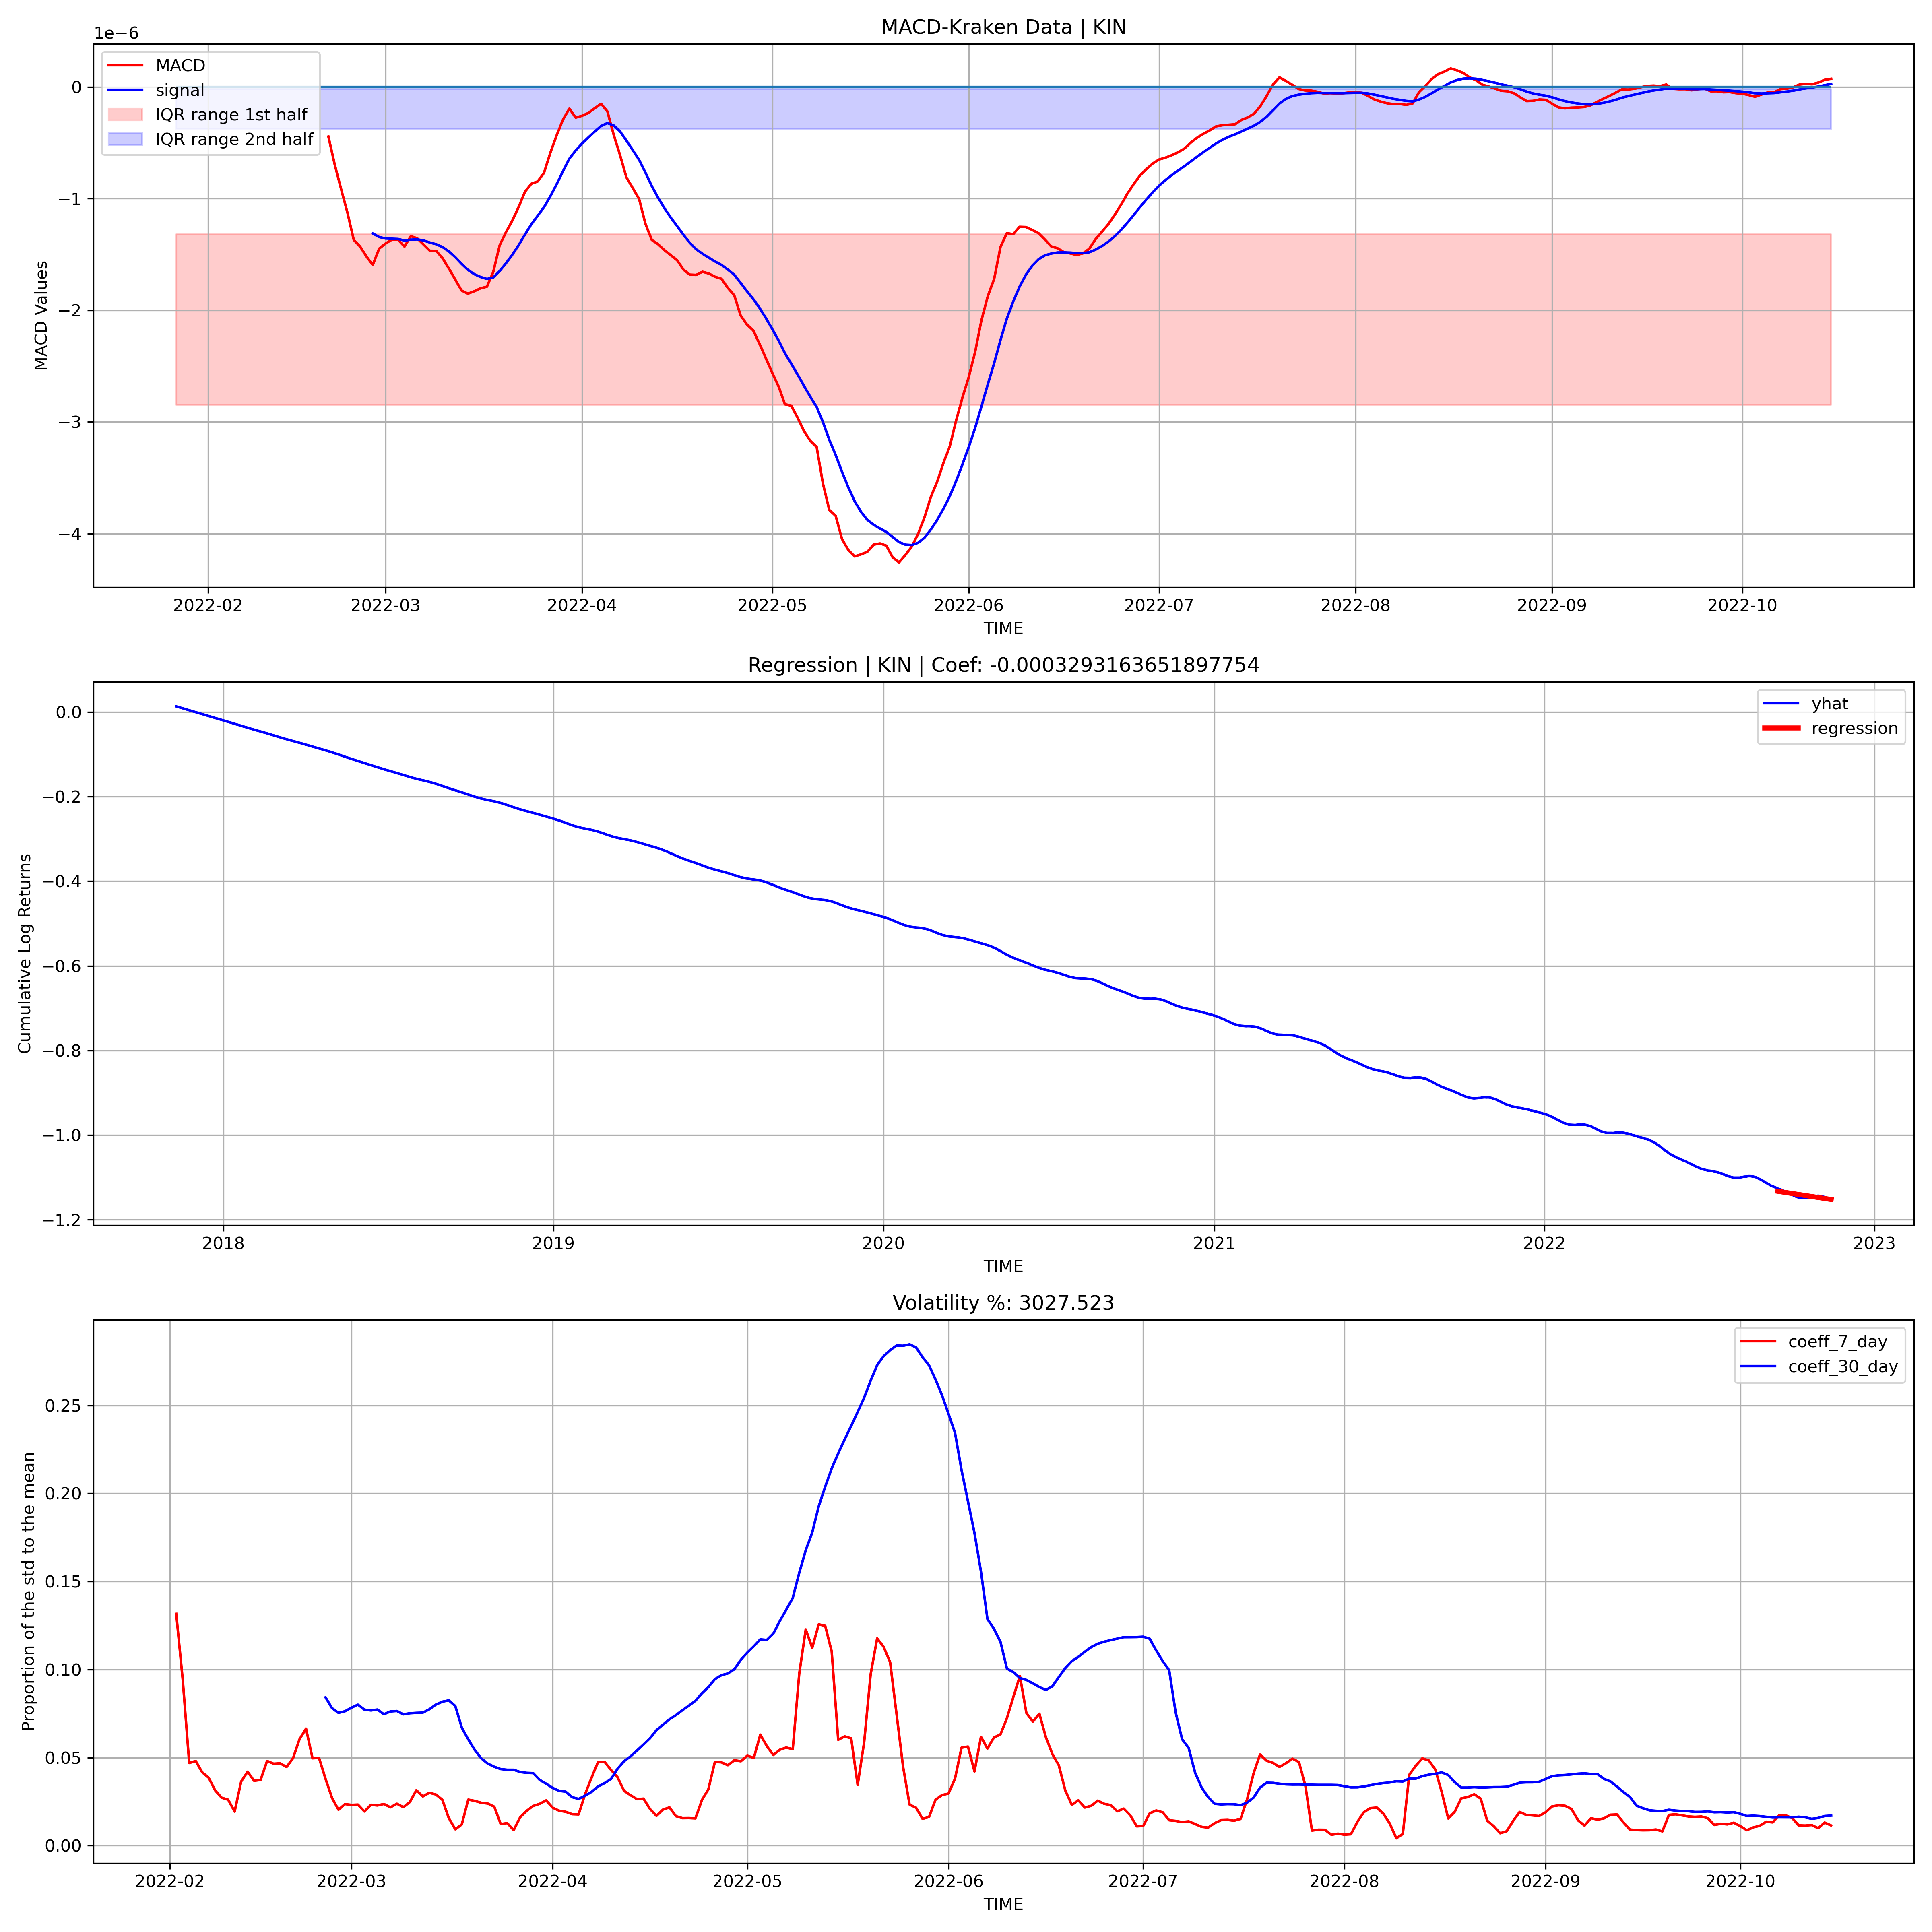 MACD-Kraken Data | KIN
1e−6
MACD
signal
IQR range 1st half
IQR range 2nd half
0
−1
−2
−3
−4
MACD Values
2022-02 2022-03 2022-04 2022-05 2022-06 2022-07 2022-08 2022-09 2022-10
TIME
Regression | KIN | Coef: -0.0003293163651897754
yhat
regression
0.0
−0.2
−0.4
−0.6
−0.8
−1.0
−1.2
Cumulative Log Returns
2018 2019 2020 2021 2022 2023
TIME
Volatility %: 3027.523
coeff_7_day
coeff_30_day
0.25
0.20
0.15
0.10
0.05
0.00
Proportion of the std to the mean
2022-02 2022-03 2022-04 2022-05 2022-06 2022-07 2022-08 2022-09 2022-10
TIME